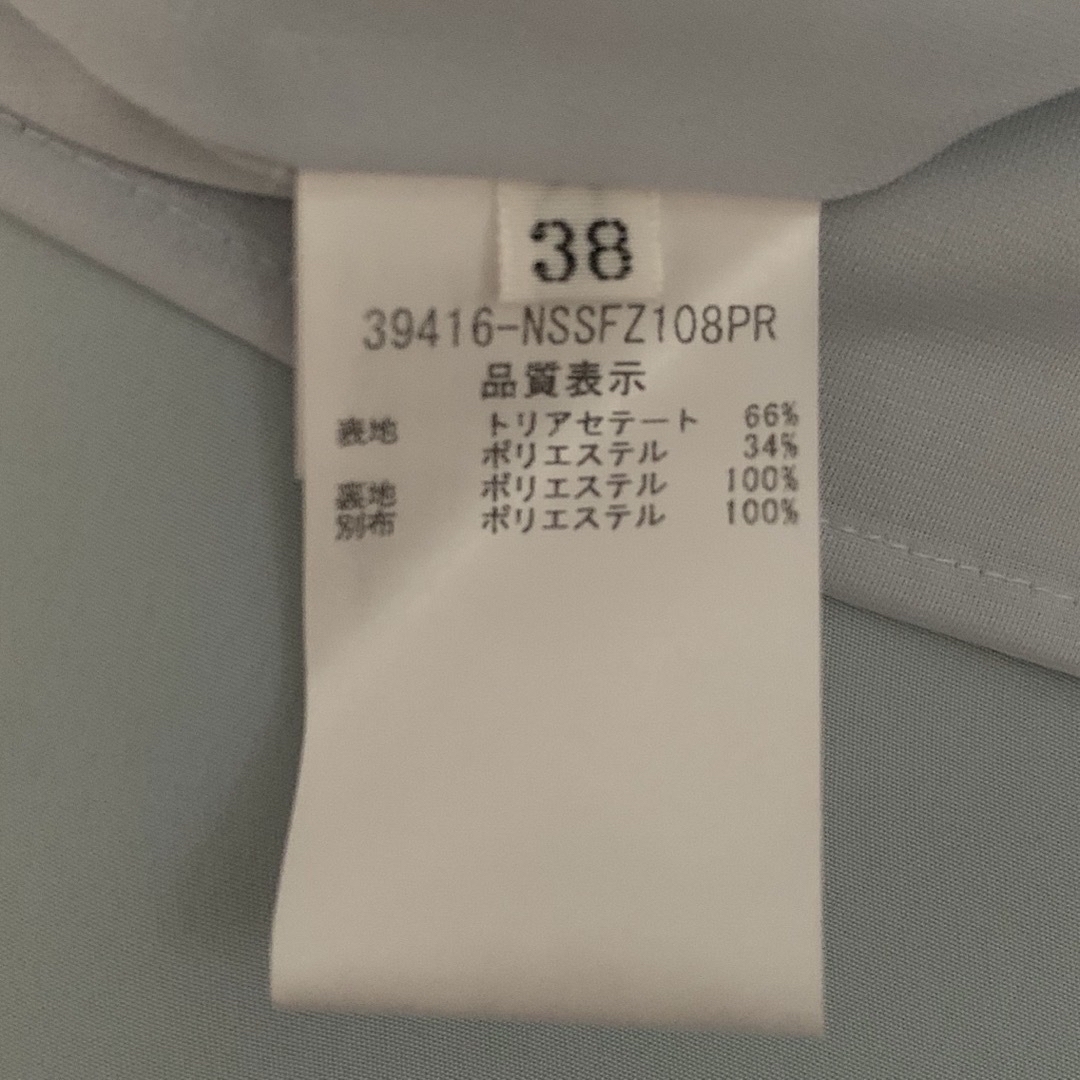 38
39416-NSSFZ108PR
品質表示
表地 トリアセテート 66%
ポリエステル 34%
裏地 ポリエステル 100%
別布 ポリエステル 100%